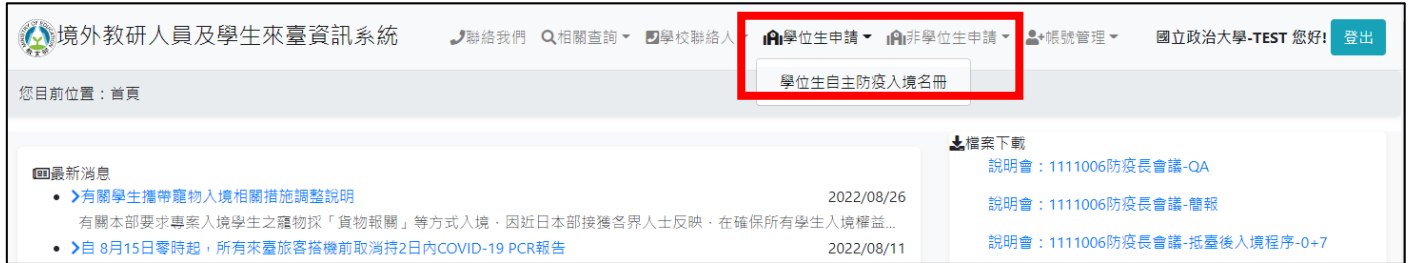 境外教研人員及學生來臺資訊系統 聯絡我們 相關查詢 學校聯絡人 學位生申請 非學位生申請 帳號管理 國立政治大學-TEST 您好! 登出
學位生自主防疫入境名冊
您目前位置：首頁
最新消息
有關學生攜帶寵物入境相關措施調整說明 2022/08/26
有關本部要求專案入境學生之寵物採「貨物報關」等方式入境，因近日本部接獲各界人士反映，在確保所有學生入境權益...
自 8月15日零時起，所有來臺旅客搭機前取消持2日內COVID-19 PCR報告 2022/08/11
檔案下載
說明會：1111006防疫長會議-QA
說明會：1111006防疫長會議-簡報
說明會：1111006防疫長會議-抵臺後入境程序-0+7